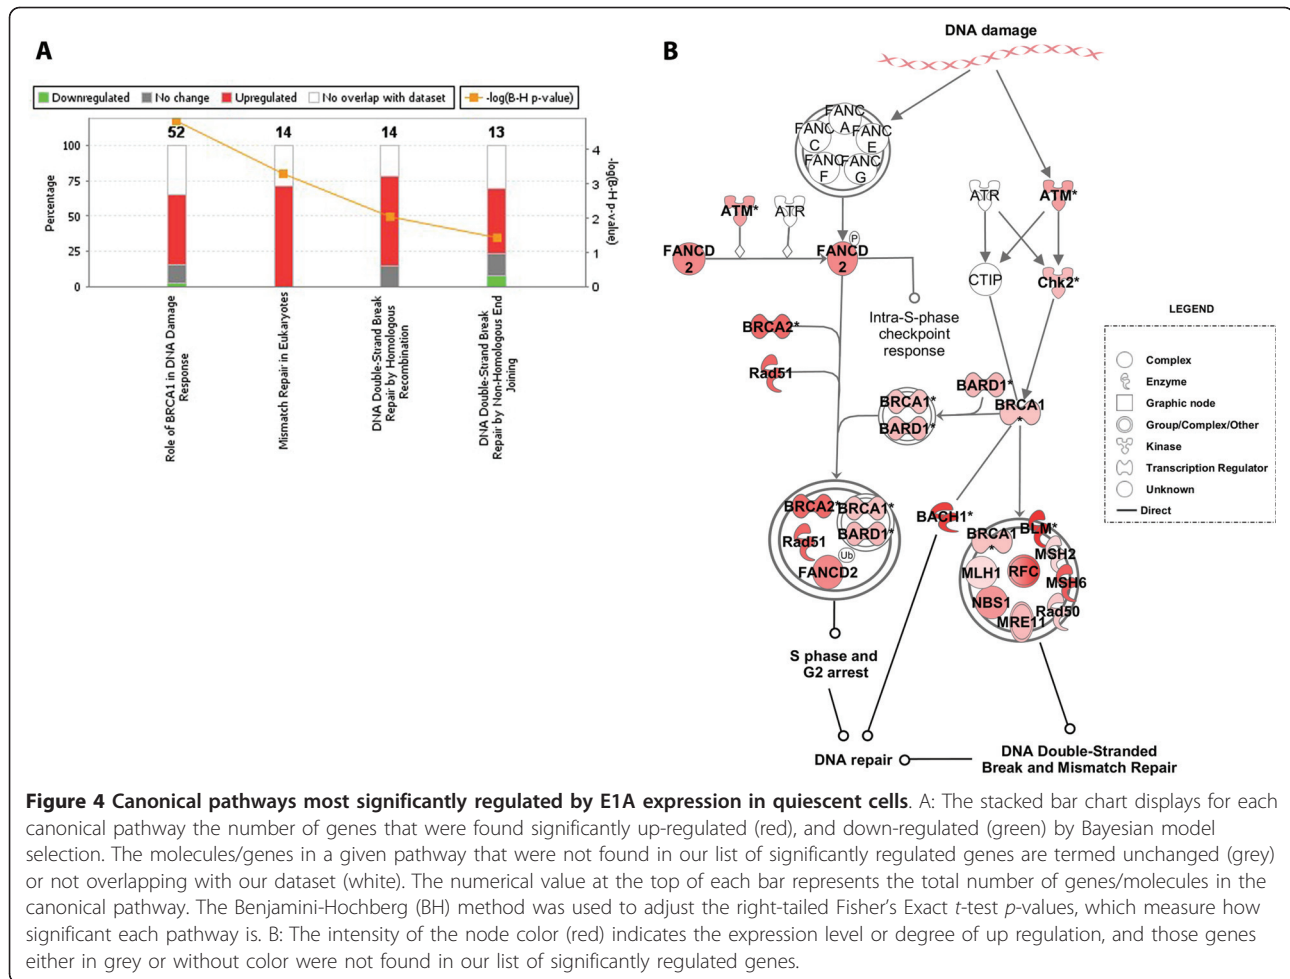 A
Downregulated No change Upregulated No overlap with dataset -log(B-H p-value)
52 14 14 13
100
75
50
25
0
Percentage
4
3
2
1
0
-log(B-H p-value)
Role of BRCA1 in DNA Damage
Response
Mismatch Repair in Eukaryotes
DNA Double-Strand Break
Repair by Homologous
Recombination
DNA Double-Strand Break
Repair by Non-Homologous End
Joining
B
DNA damage
FANC
A
FANC
C
FANC
E
FANC
F
FANC
G
ATM*
ATR
ATR
ATM*
P
FANCD
2
FANCD
2
CTIP
Chk2*
Intra-S-phase
checkpoint
response
BRCA2*
Rad51
BRCA1*
BARD1*
BARD1*
BRCA1
*
BRCA2*
BRCA1*
BARD1*
Rad51
Ub
FANCD2
BACH1*
BLM*
BRCA1
*
MSH2
MLH1
RFC
MSH6
NBS1
Rad50
MRE11
S phase and
G2 arrest
DNA repair
DNA Double-Stranded
Break and Mismatch Repair
LEGEND
Complex
Enzyme
Graphic node
Group/Complex/Other
Kinase
Transcription Regulator
Unknown
Direct
Figure 4 Canonical pathways most significantly regulated by E1A expression in quiescent cells. A: The stacked bar chart displays for each
canonical pathway the number of genes that were found significantly up-regulated (red), and down-regulated (green) by Bayesian model
selection. The molecules/genes in a given pathway that were not found in our list of significantly regulated genes are termed unchanged (grey)
or not overlapping with our dataset (white). The numerical value at the top of each bar represents the total number of genes/molecules in the
canonical pathway. The Benjamini-Hochberg (BH) method was used to adjust the right-tailed Fisher's Exact t-test p-values, which measure how
significant each pathway is. B: The intensity of the node color (red) indicates the expression level or degree of up regulation, and those genes
either in grey or without color were not found in our list of significantly regulated genes.